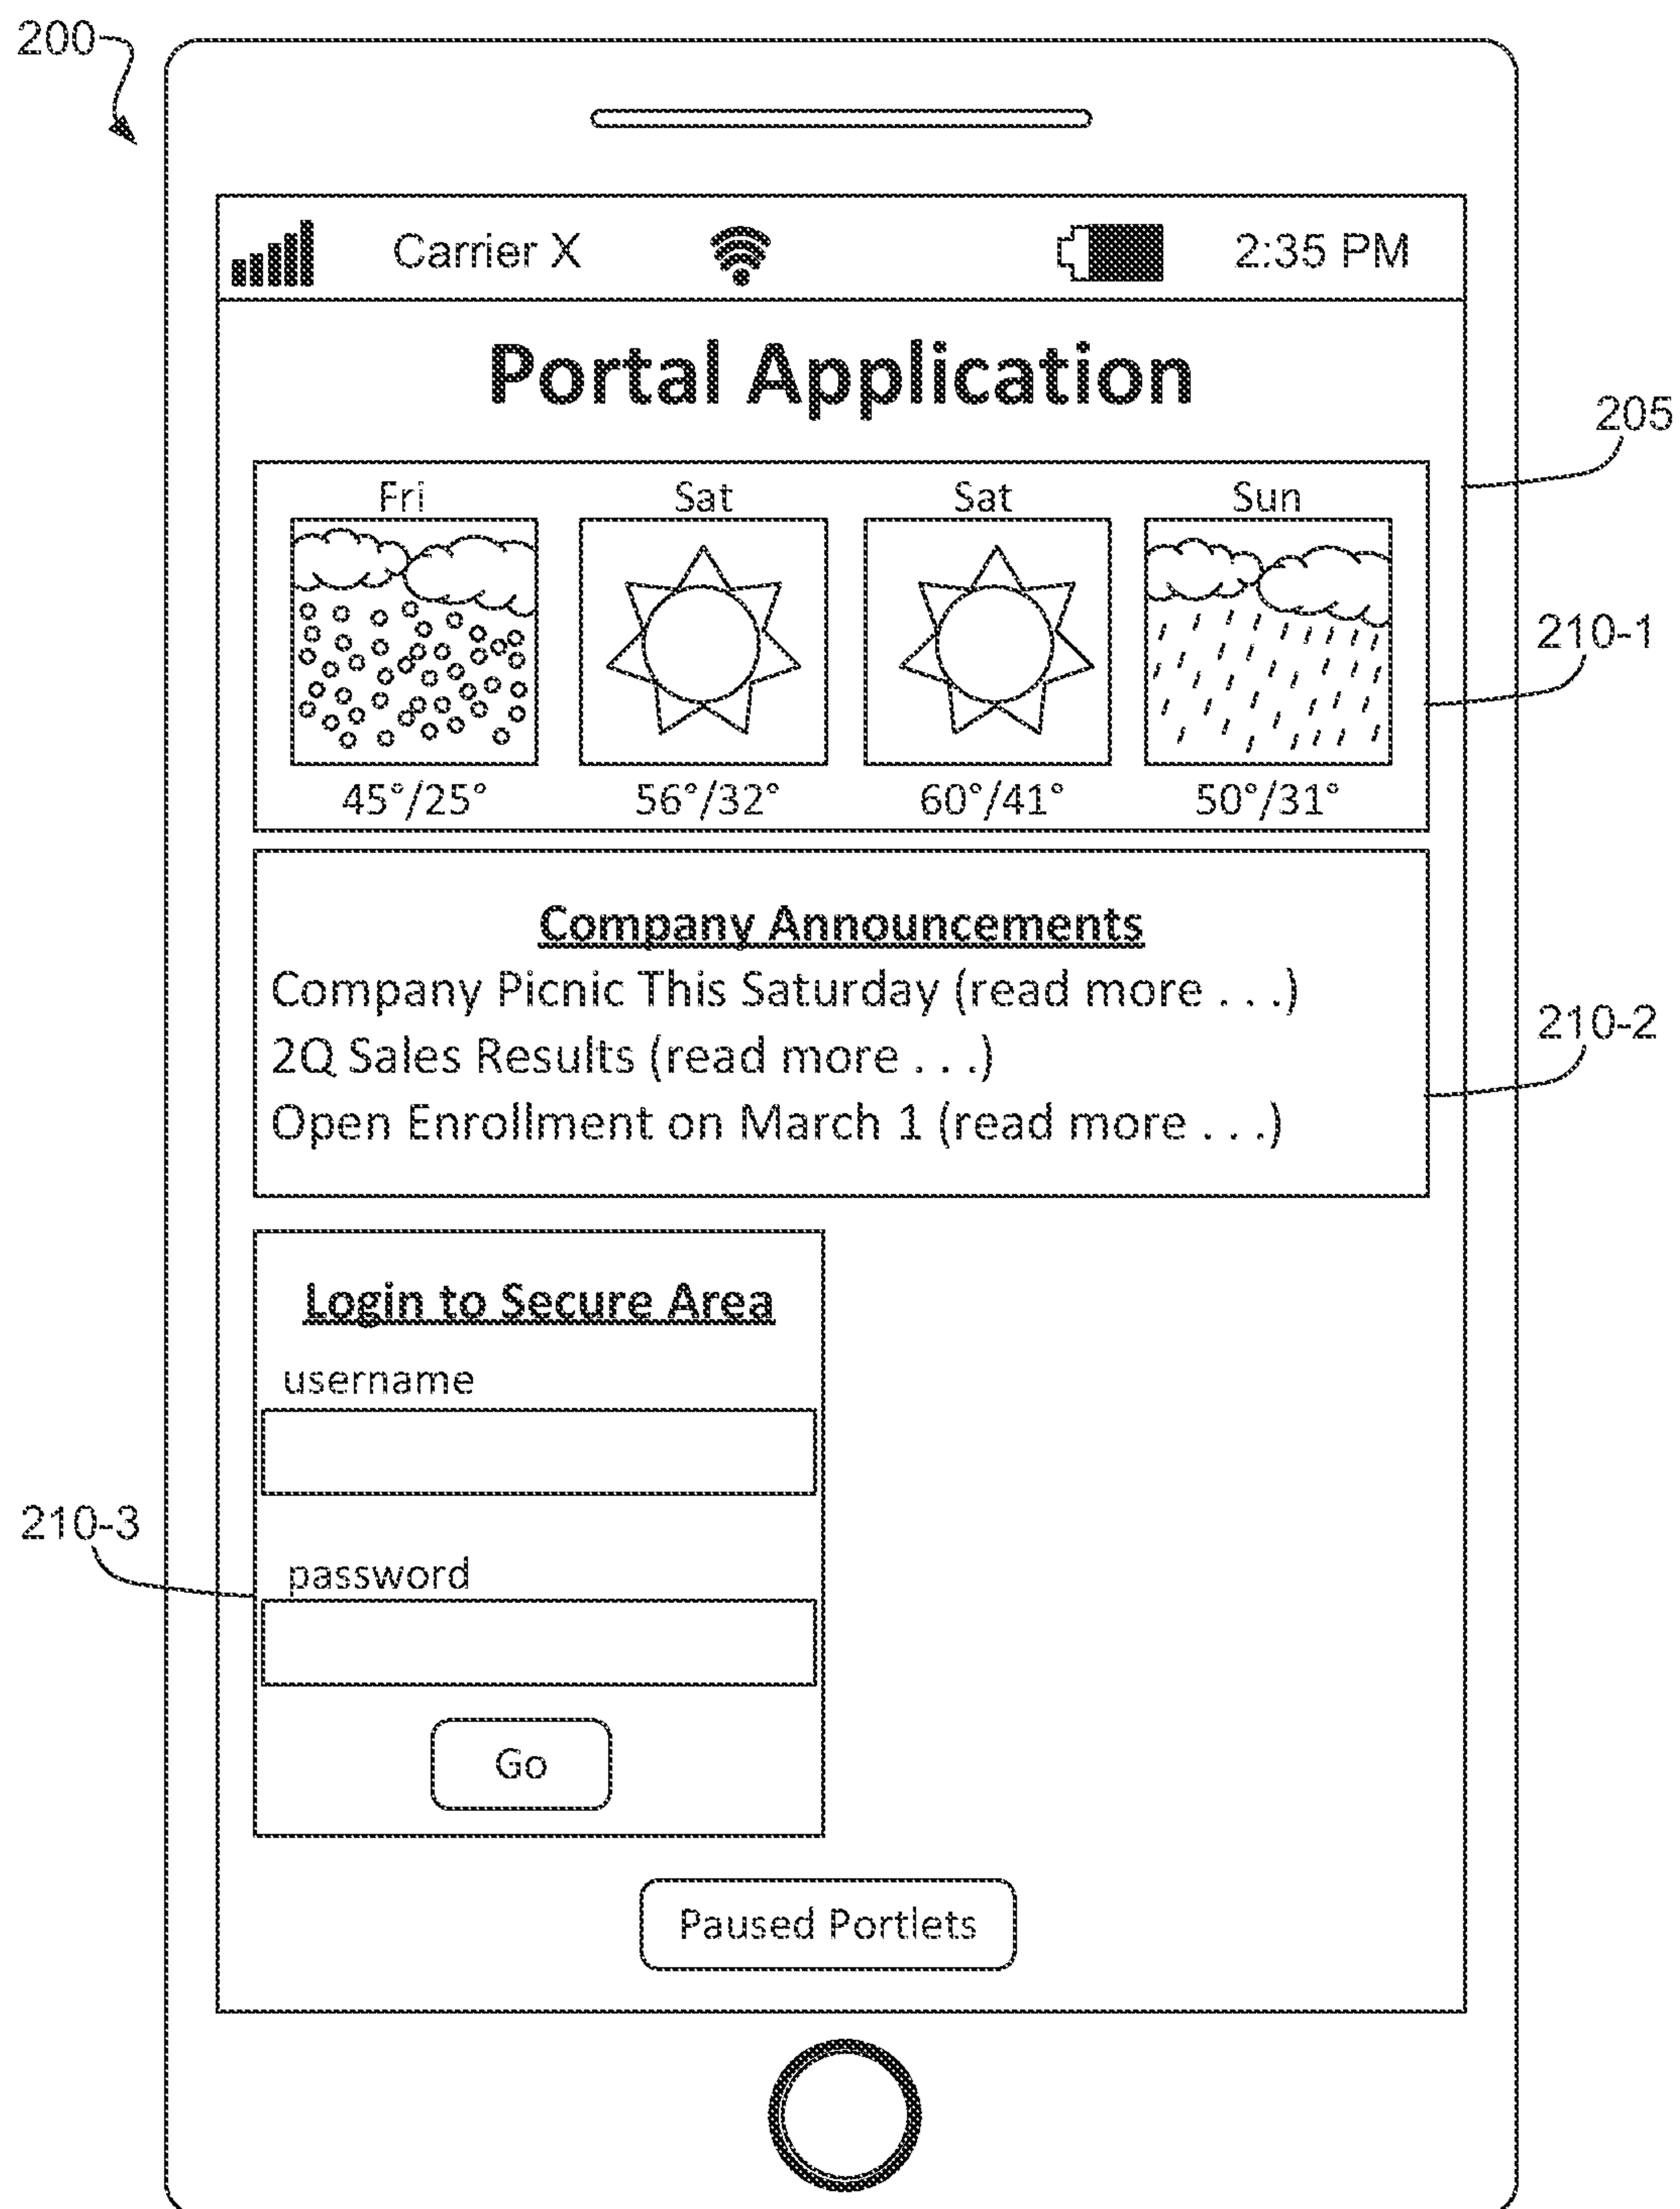 200
Carrier X 2:35 PM
Portal Application
205
Fri Sat Sat Sun
210-1
45°/25° 56°/32° 60°/41° 50°/31°
Company Announcements
Company Picnic This Saturday (read more . . .)
210-2
2Q Sales Results (read more . . .)
Open Enrollment on March 1 (read more . . .)
Login to Secure Area
username
210-3
password
Go
Paused Portlets